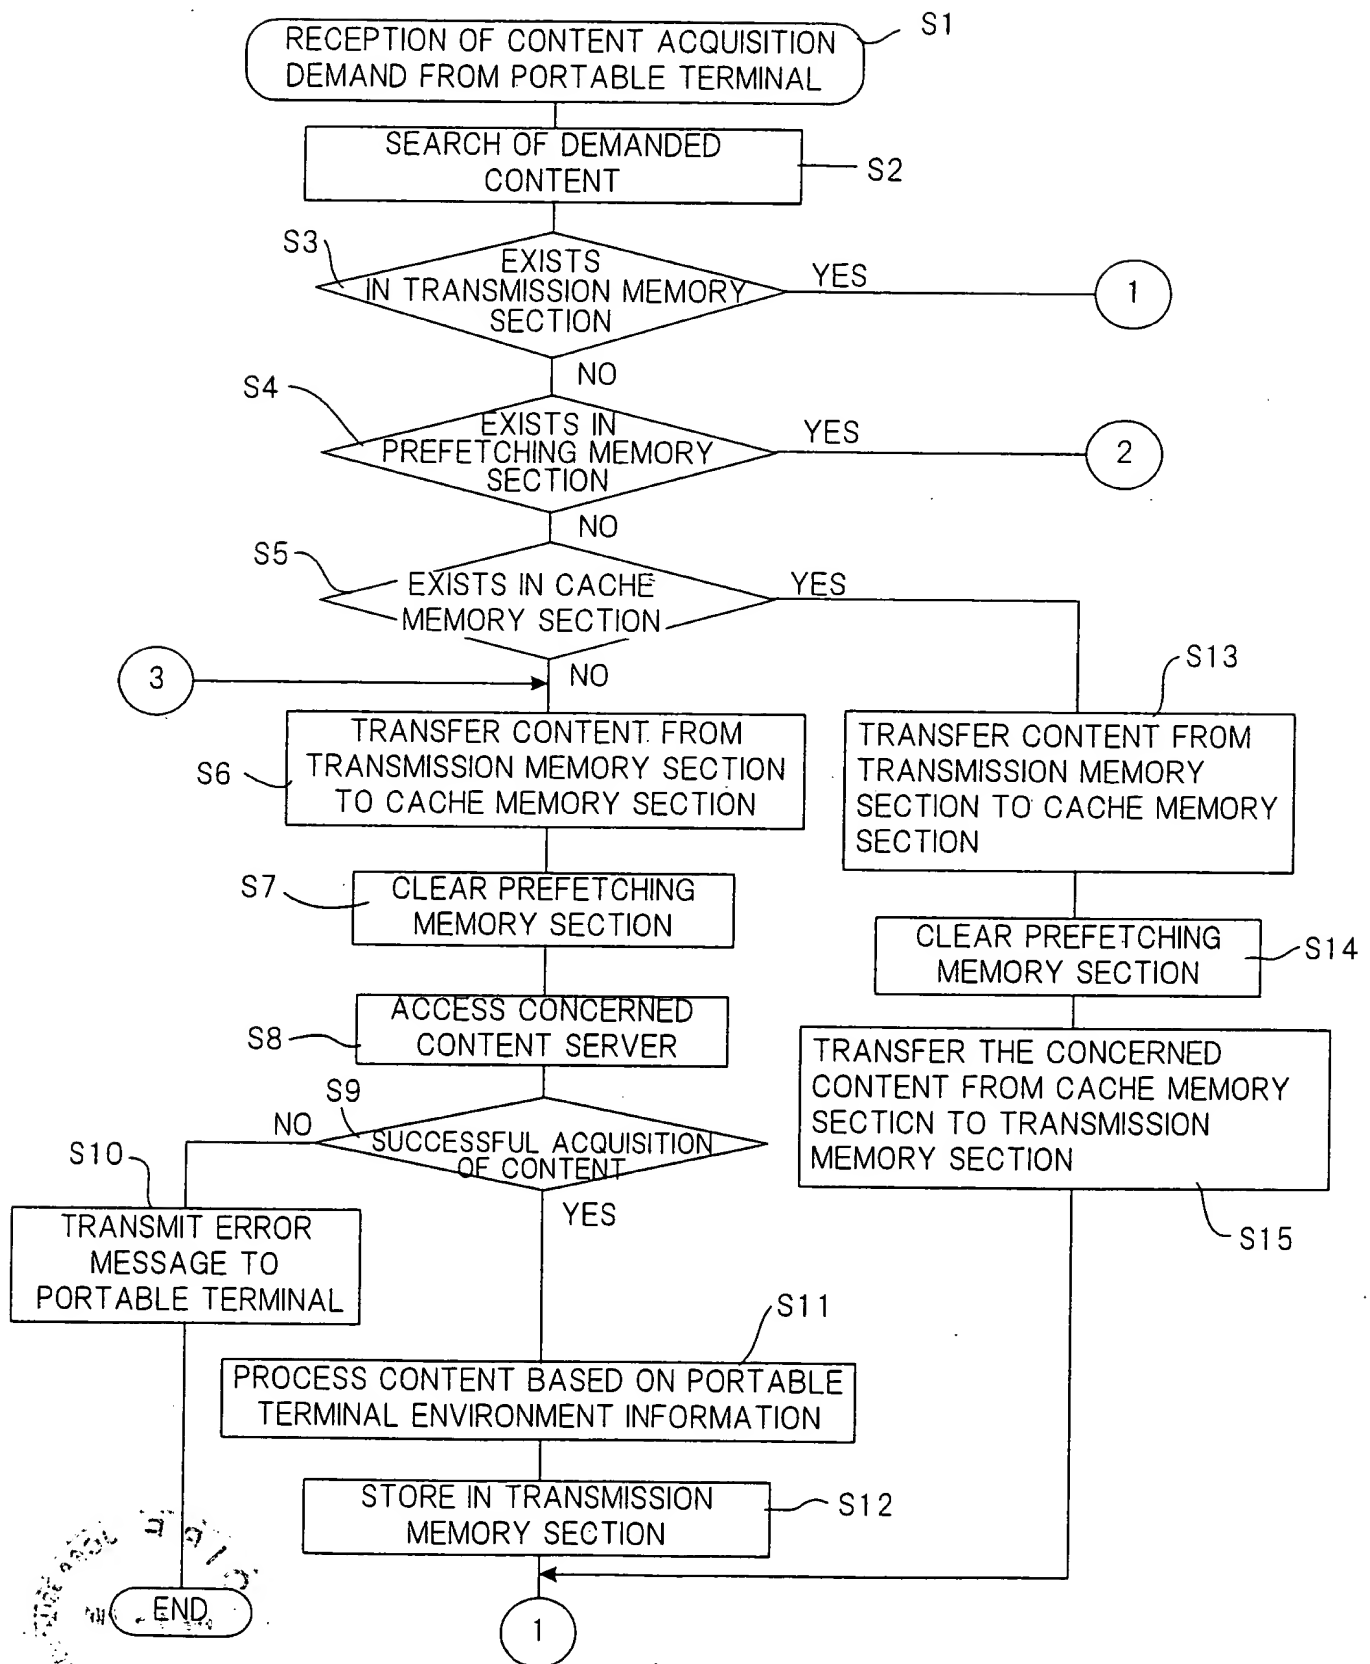 RECEPTION OF CONTENT ACQUISITION
DEMAND FROM PORTABLE TERMINAL
S1
SEARCH OF DEMANDED
CONTENT
S2
S3
EXISTS
IN TRANSMISSION MEMORY
SECTION
YES
1
NO
S4
EXISTS IN
PREFETCHING MEMORY
SECTION
YES
2
NO
S5
EXISTS IN CACHE
MEMORY SECTION
YES
3
NO
S6
TRANSFER CONTENT FROM
TRANSMISSION MEMORY SECTION
TO CACHE MEMORY SECTION
S13
TRANSFER CONTENT FROM
TRANSMISSION MEMORY
SECTION TO CACHE MEMORY
SECTION
S7
CLEAR PREFETCHING
MEMORY SECTION
CLEAR PREFETCHING
MEMORY SECTION
S14
S8
ACCESS CONCERNED
CONTENT SERVER
TRANSFER THE CONCERNED
CONTENT FROM CACHE MEMORY
SECTICN TO TRANSMISSION
MEMORY SECTION
S15
S9
NO
SUCCESSFUL ACQUISITION
OF CONTENT
YES
S10
TRANSMIT ERROR
MESSAGE TO
PORTABLE TERMINAL
S11
PROCESS CONTENT BASED ON PORTABLE
TERMINAL ENVIRONMENT INFORMATION
STORE IN TRANSMISSION
MEMORY SECTION
S12
END
1